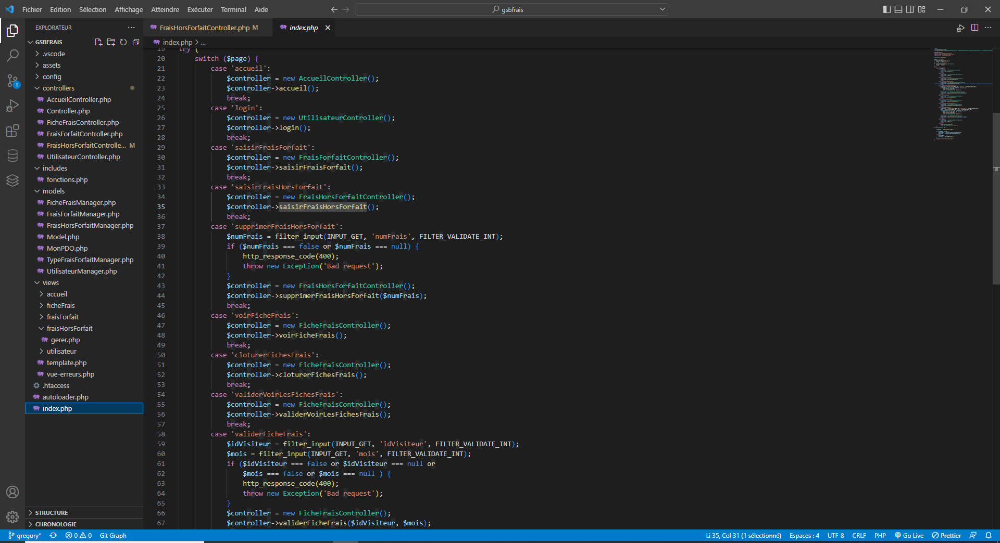 Fichier Edition Sélection Affichage Atteindre Exécuter Terminal Aide
gsbfrais
EXPLORATEUR
GSBFRAIS
.vscode
assets
config
controllers
AccueilController.php
Controller.php
FicheFraisController.php
FraisForfaitController.php
FraisHorsForfaitControlle... M
UtilisateurController.php
includes
fonctions.php
models
FicheFraisManager.php
FraisForfaitManager.php
FraisHorsForfaitManager.php
Model.php
MonPDO.php
TypeFraisForfaitManager.php
UtilisateurManager.php
views
accueil
ficheFrais
fraisForfait
fraisHorsForfait
gerer.php
utilisateur
template.php
vue-erreurs.php
.htaccess
autoloader.php
index.php
STRUCTURE
CHRONOLOGIE
1
FraisHorsForfaitController.php M
index.php
index.php > ...
19 try {
20 switch ($page) {
21 case 'accueil':
22 $controller = new AccueilController();
23 $controller->accueil();
24 break;
25 case 'login':
26 $controller = new UtilisateurController();
27 $controller->login();
28 break;
29 case 'saisirFraisForfait':
30 $controller = new FraisForfaitController();
31 $controller->saisirFraisForfait();
32 break;
33 case 'saisirFraisHorsForfait':
34 $controller = new FraisHorsForfaitController();
35 $controller->saisirFraisHorsForfait();
36 break;
37 case 'supprimerFraisHorsForfait':
38 $numFrais = filter_input(INPUT_GET, 'numFrais', FILTER_VALIDATE_INT);
39 if ($numFrais === false or $numFrais === null) {
40 http_response_code(400);
41 throw new Exception('Bad request');
42 }
43 $controller = new FraisHorsForfaitController();
44 $controller->supprimerFraisHorsForfait($numFrais);
45 break;
46 case 'voirFicheFrais':
47 $controller = new FicheFraisController();
48 $controller->voirFicheFrais();
49 break;
50 case 'cloturerFichesFrais':
51 $controller = new FicheFraisController();
52 $controller->cloturerFichesFrais();
53 break;
54 case 'validerVoirLesFichesFrais':
55 $controller = new FicheFraisController();
56 $controller->validerVoirLesFichesFrais();
57 break;
58 case 'validerFicheFrais':
59 $idVisiteur = filter_input(INPUT_GET, 'idVisiteur', FILTER_VALIDATE_INT);
60 $mois = filter_input(INPUT_GET, 'mois', FILTER_VALIDATE_INT);
61 if ($idVisiteur === false or $idVisiteur === null or
62 $mois === false or $mois === null ) {
63 http_response_code(400);
64 throw new Exception('Bad request');
65 }
66 $controller = new FicheFraisController();
67 $controller->validerFicheFrais($idVisiteur, $mois);
gregory* 0 0 Git Graph
Li 35, Col 31 (1 sélectionné) Espaces : 4 UTF-8 CRLF PHP Go Live Prettier